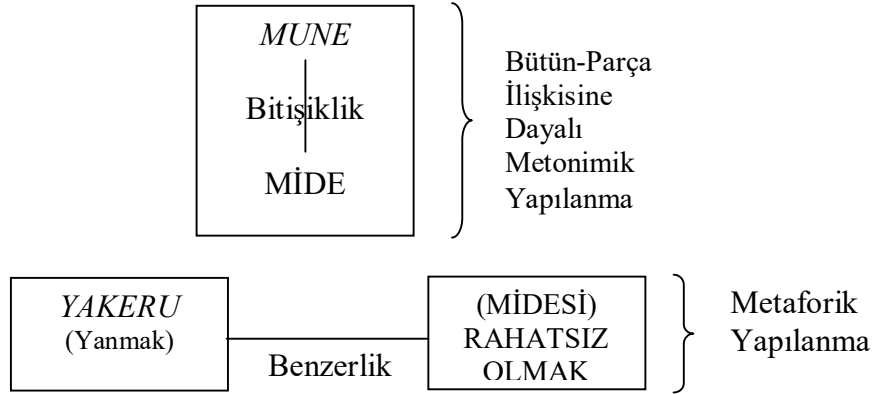 MUNE
Bitişiklik
MİDE
Bütün-Parça
İlişkisine
Dayalı
Metonimik
Yapılanma
YAKERU
(Yanmak)
Benzerlik
(MİDESİ)
RAHATSIZ
OLMAK
Metaforik
Yapılanma